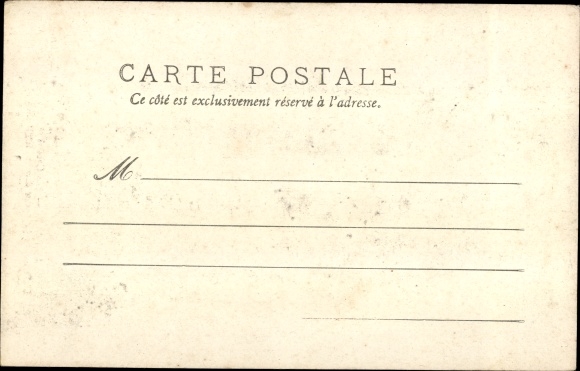 CARTE POSTALE
Ce côté est exclusivement réservé à l'adresse.
M